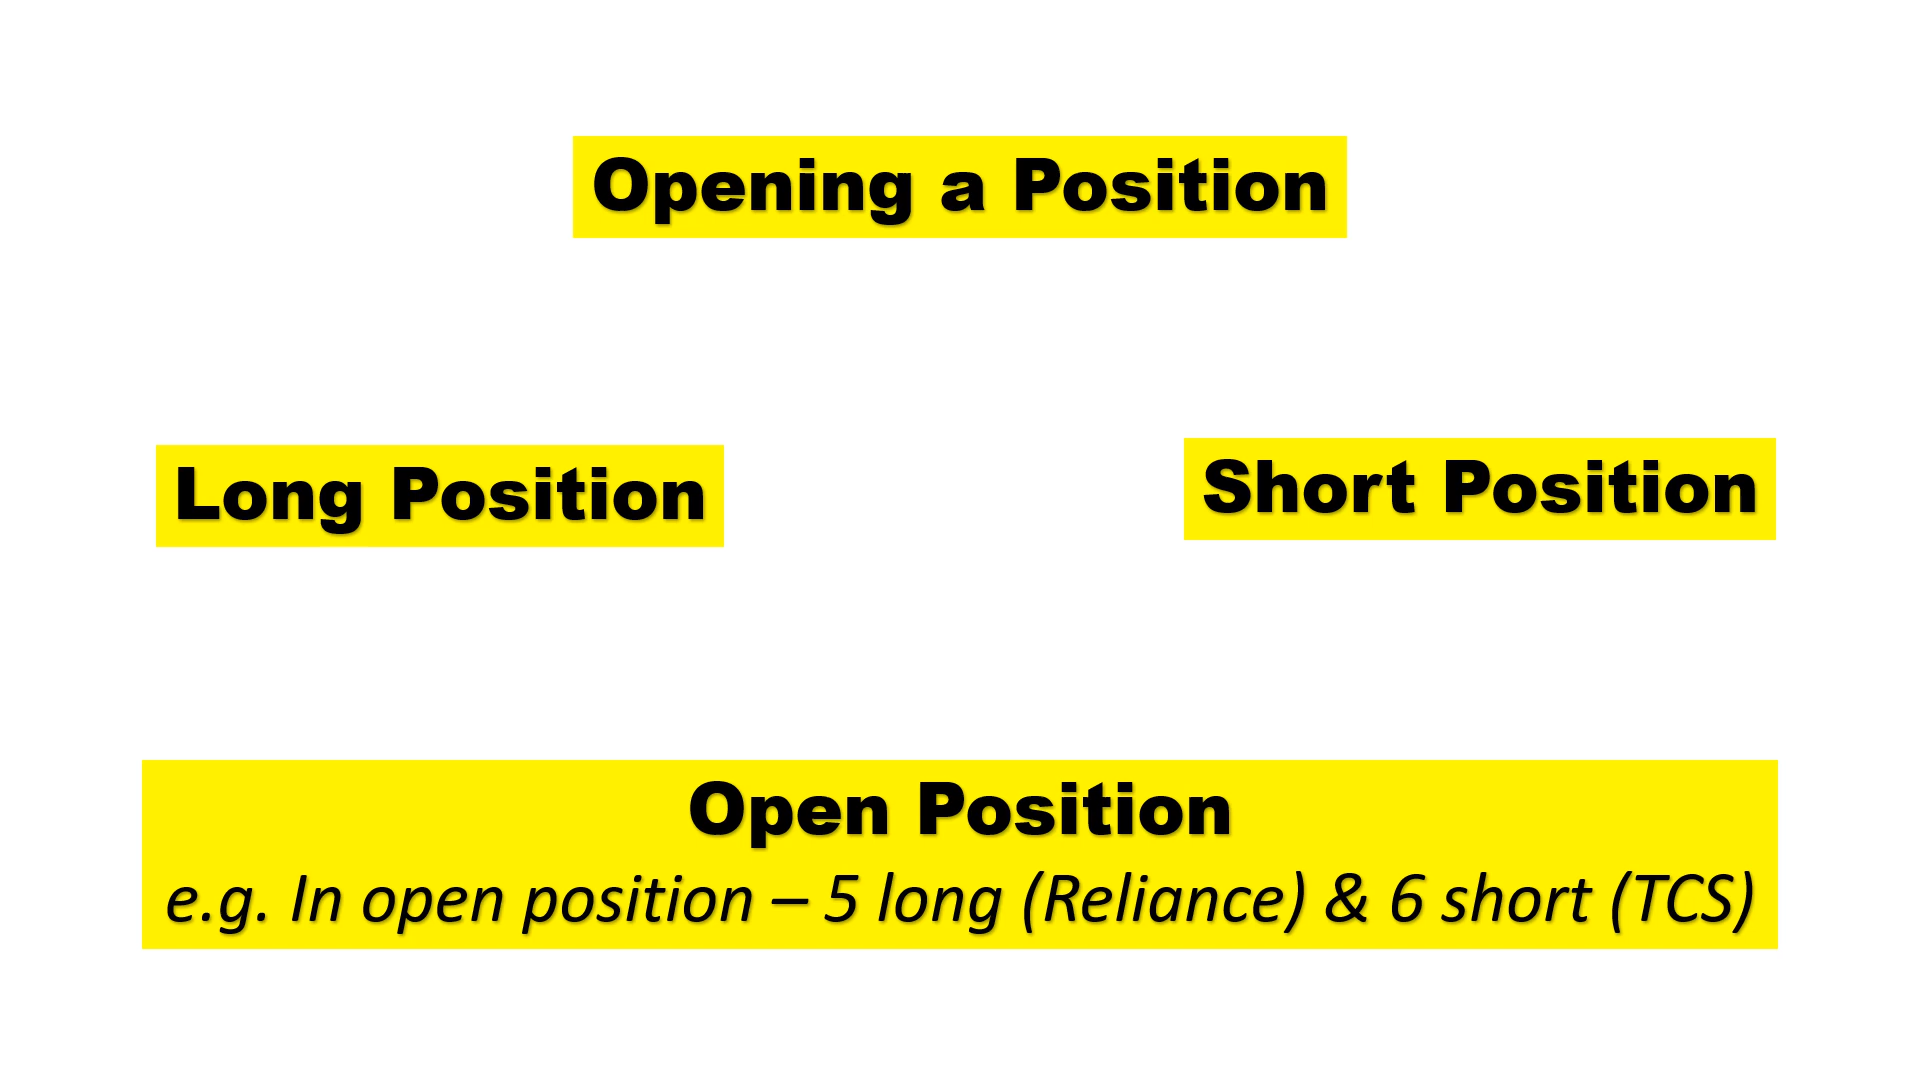 Opening a Position
Long Position
Short Position
Open Position
e.g. In open position – 5 long (Reliance) & 6 short (TCS)